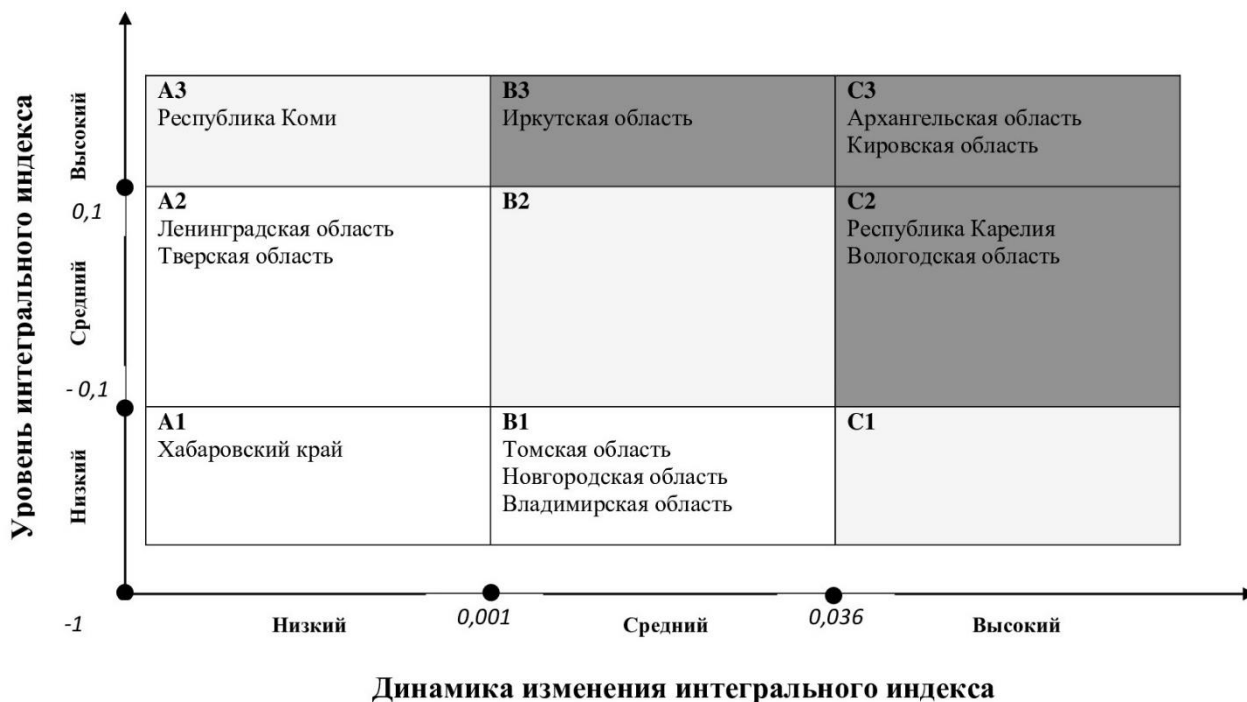 Уровень интегрального индекса
Высокий
Средний
Низкий
0,1
- 0,1
-1
A3
Республика Коми
B3
Иркутская область
C3
Архангельская область
Кировская область
A2
Ленинградская область
Тверская область
B2
C2
Республика Карелия
Вологодская область
A1
Хабаровский край
B1
Томская область
Новгородская область
Владимирская область
C1
Низкий
0,001
Средний
0,036
Высокий
Динамика изменения интегрального индекса